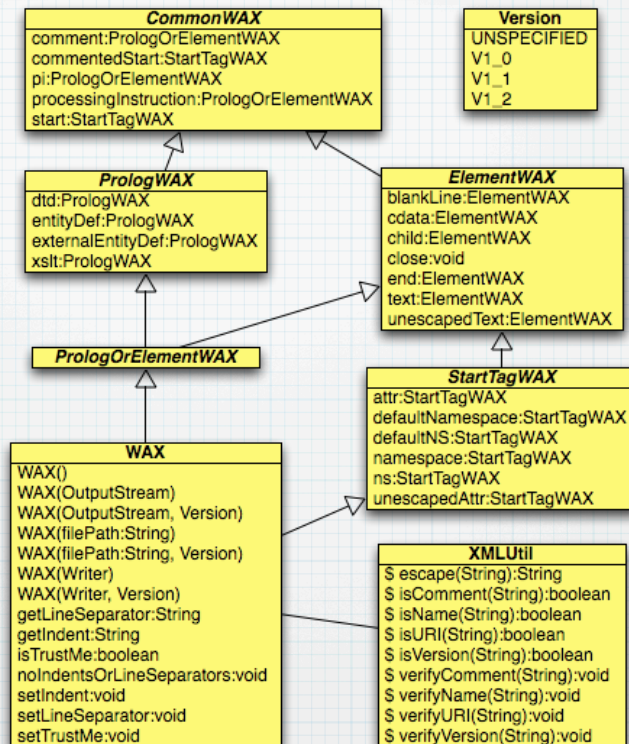 CommonWAX
comment:PrologOrElementWAX
commentedStart:StartTagWAX
pi:PrologOrElementWAX
processingInstruction:PrologOrElementWAX
start:StartTagWAX
Version
UNSPECIFIED
V1_0
V1_1
V1_2
PrologWAX
dtd:PrologWAX
entityDef:PrologWAX
externalEntityDef:PrologWAX
xslt:PrologWAX
ElementWAX
blankLine:ElementWAX
cdata:ElementWAX
child:ElementWAX
close:void
end:ElementWAX
text:ElementWAX
unescapedText:ElementWAX
PrologOrElementWAX
StartTagWAX
attr:StartTagWAX
defaultNamespace:StartTagWAX
defaultNS:StartTagWAX
namespace:StartTagWAX
ns:StartTagWAX
unescapedAttr:StartTagWAX
WAX
WAX()
WAX(OutputStream)
WAX(OutputStream, Version)
WAX(filePath:String)
WAX(filePath:String, Version)
WAX(Writer)
WAX(Writer, Version)
getLineSeparator:String
getIndent:String
isTrustMe:boolean
noIndentsOrLineSeparators:void
setIndent:void
setLineSeparator:void
setTrustMe:void
XMLUtil
$ escape(String):String
$ isComment(String):boolean
$ isName(String):boolean
$ isURI(String):boolean
$ isVersion(String):boolean
$ verifyComment(String):void
$ verifyName(String):void
$ verifyURI(String):void
$ verifyVersion(String):void